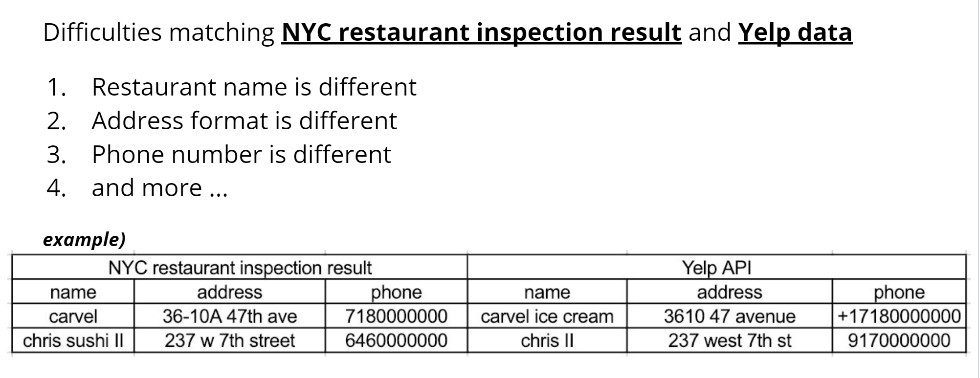 Difficulties matching NYC restaurant inspection result and Yelp data
1. Restaurant name is different
2. Address format is different
3. Phone number is different
4. and more ...
example)
NYC restaurant inspection result Yelp API
name address phone name address phone
carvel 36-10A 47th ave 7180000000 carvel ice cream 3610 47 avenue +17180000000
chris sushi II 237 w 7th street 6460000000 chris II 237 west 7th st 9170000000